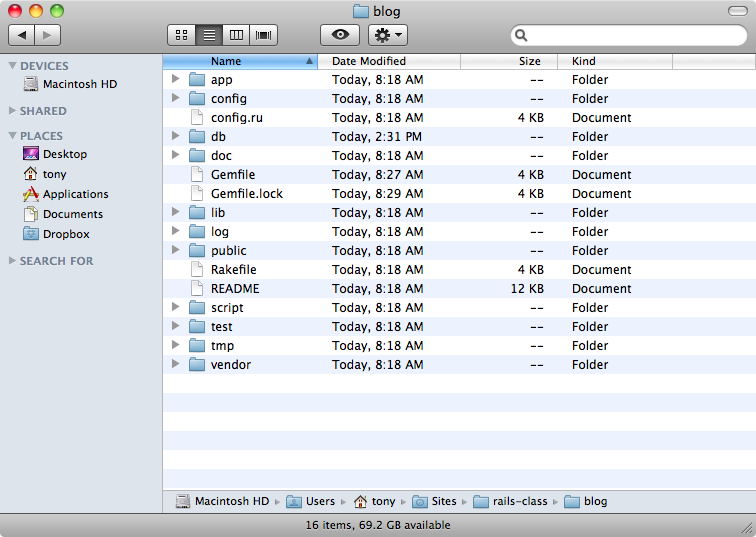 blog
Name Date Modified Size Kind
DEVICES
Macintosh HD
SHARED
PLACES
Desktop
tony
Applications
Documents
Dropbox
SEARCH FOR
app Today, 8:18 AM -- Folder
config Today, 8:18 AM -- Folder
config.ru Today, 8:18 AM 4 KB Document
db Today, 2:31 PM -- Folder
doc Today, 8:18 AM -- Folder
Gemfile Today, 8:27 AM 4 KB Document
Gemfile.lock Today, 8:29 AM 4 KB Document
lib Today, 8:18 AM -- Folder
log Today, 8:18 AM -- Folder
public Today, 8:18 AM -- Folder
Rakefile Today, 8:18 AM 4 KB Document
README Today, 8:18 AM 12 KB Document
script Today, 8:18 AM -- Folder
test Today, 8:18 AM -- Folder
tmp Today, 8:18 AM -- Folder
vendor Today, 8:18 AM -- Folder
Macintosh HD Users tony Sites rails-class blog
16 items, 69.2 GB available